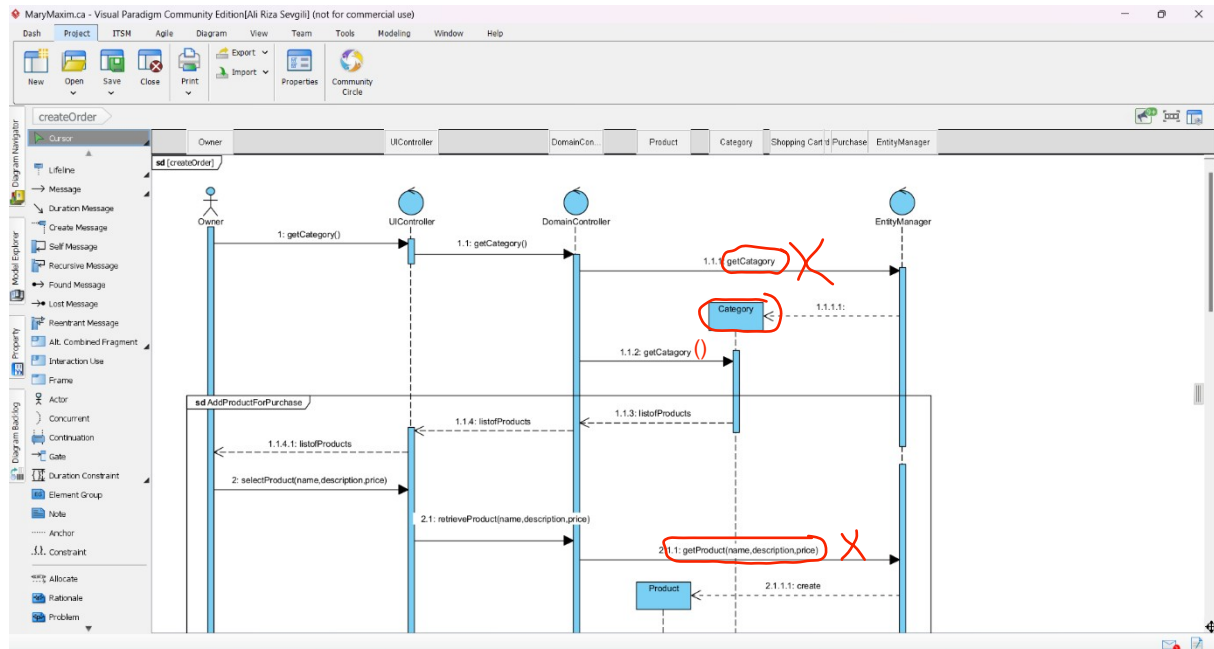 MaryMaxim.ca - Visual Paradigm Community Edition[Ali Riza Sevgili] (not for commercial use)
Dash Project ITSM Agile Diagram View Team Tools Modeling Window Help
New Open Save Close Print Export Import Properties Community Circle
createOrder
Diagram Navigator
Model Explorer
Property
Diagram Backlog
Cursor
Lifeline
Message
Duration Message
Create Message
Self Message
Recursive Message
Found Message
Lost Message
Reentrant Message
Alt. Combined Fragment
Interaction Use
Frame
Actor
Concurrent
Continuation
Gate
Duration Constraint
Element Group
Note
Anchor
Constraint
Allocate
Rationale
Problem
Owner UIController DomainCon... Product Category Shopping Cart Purchase EntityManager
sd [createOrder]
Owner UIController DomainController EntityManager
1: getCategory()
1.1: getCategory()
1.1.1: getCatagory X
Category
1.1.1.1:
1.1.2: getCatagory ()
sd AddProductForPurchase
1.1.3: listofProducts
1.1.4: listofProducts
1.1.4.1: listofProducts
2: selectProduct(name,description,price)
2.1: retrieveProduct(name,description,price)
2.1.1: getProduct(name,description,price) X
Product
2.1.1.1: create